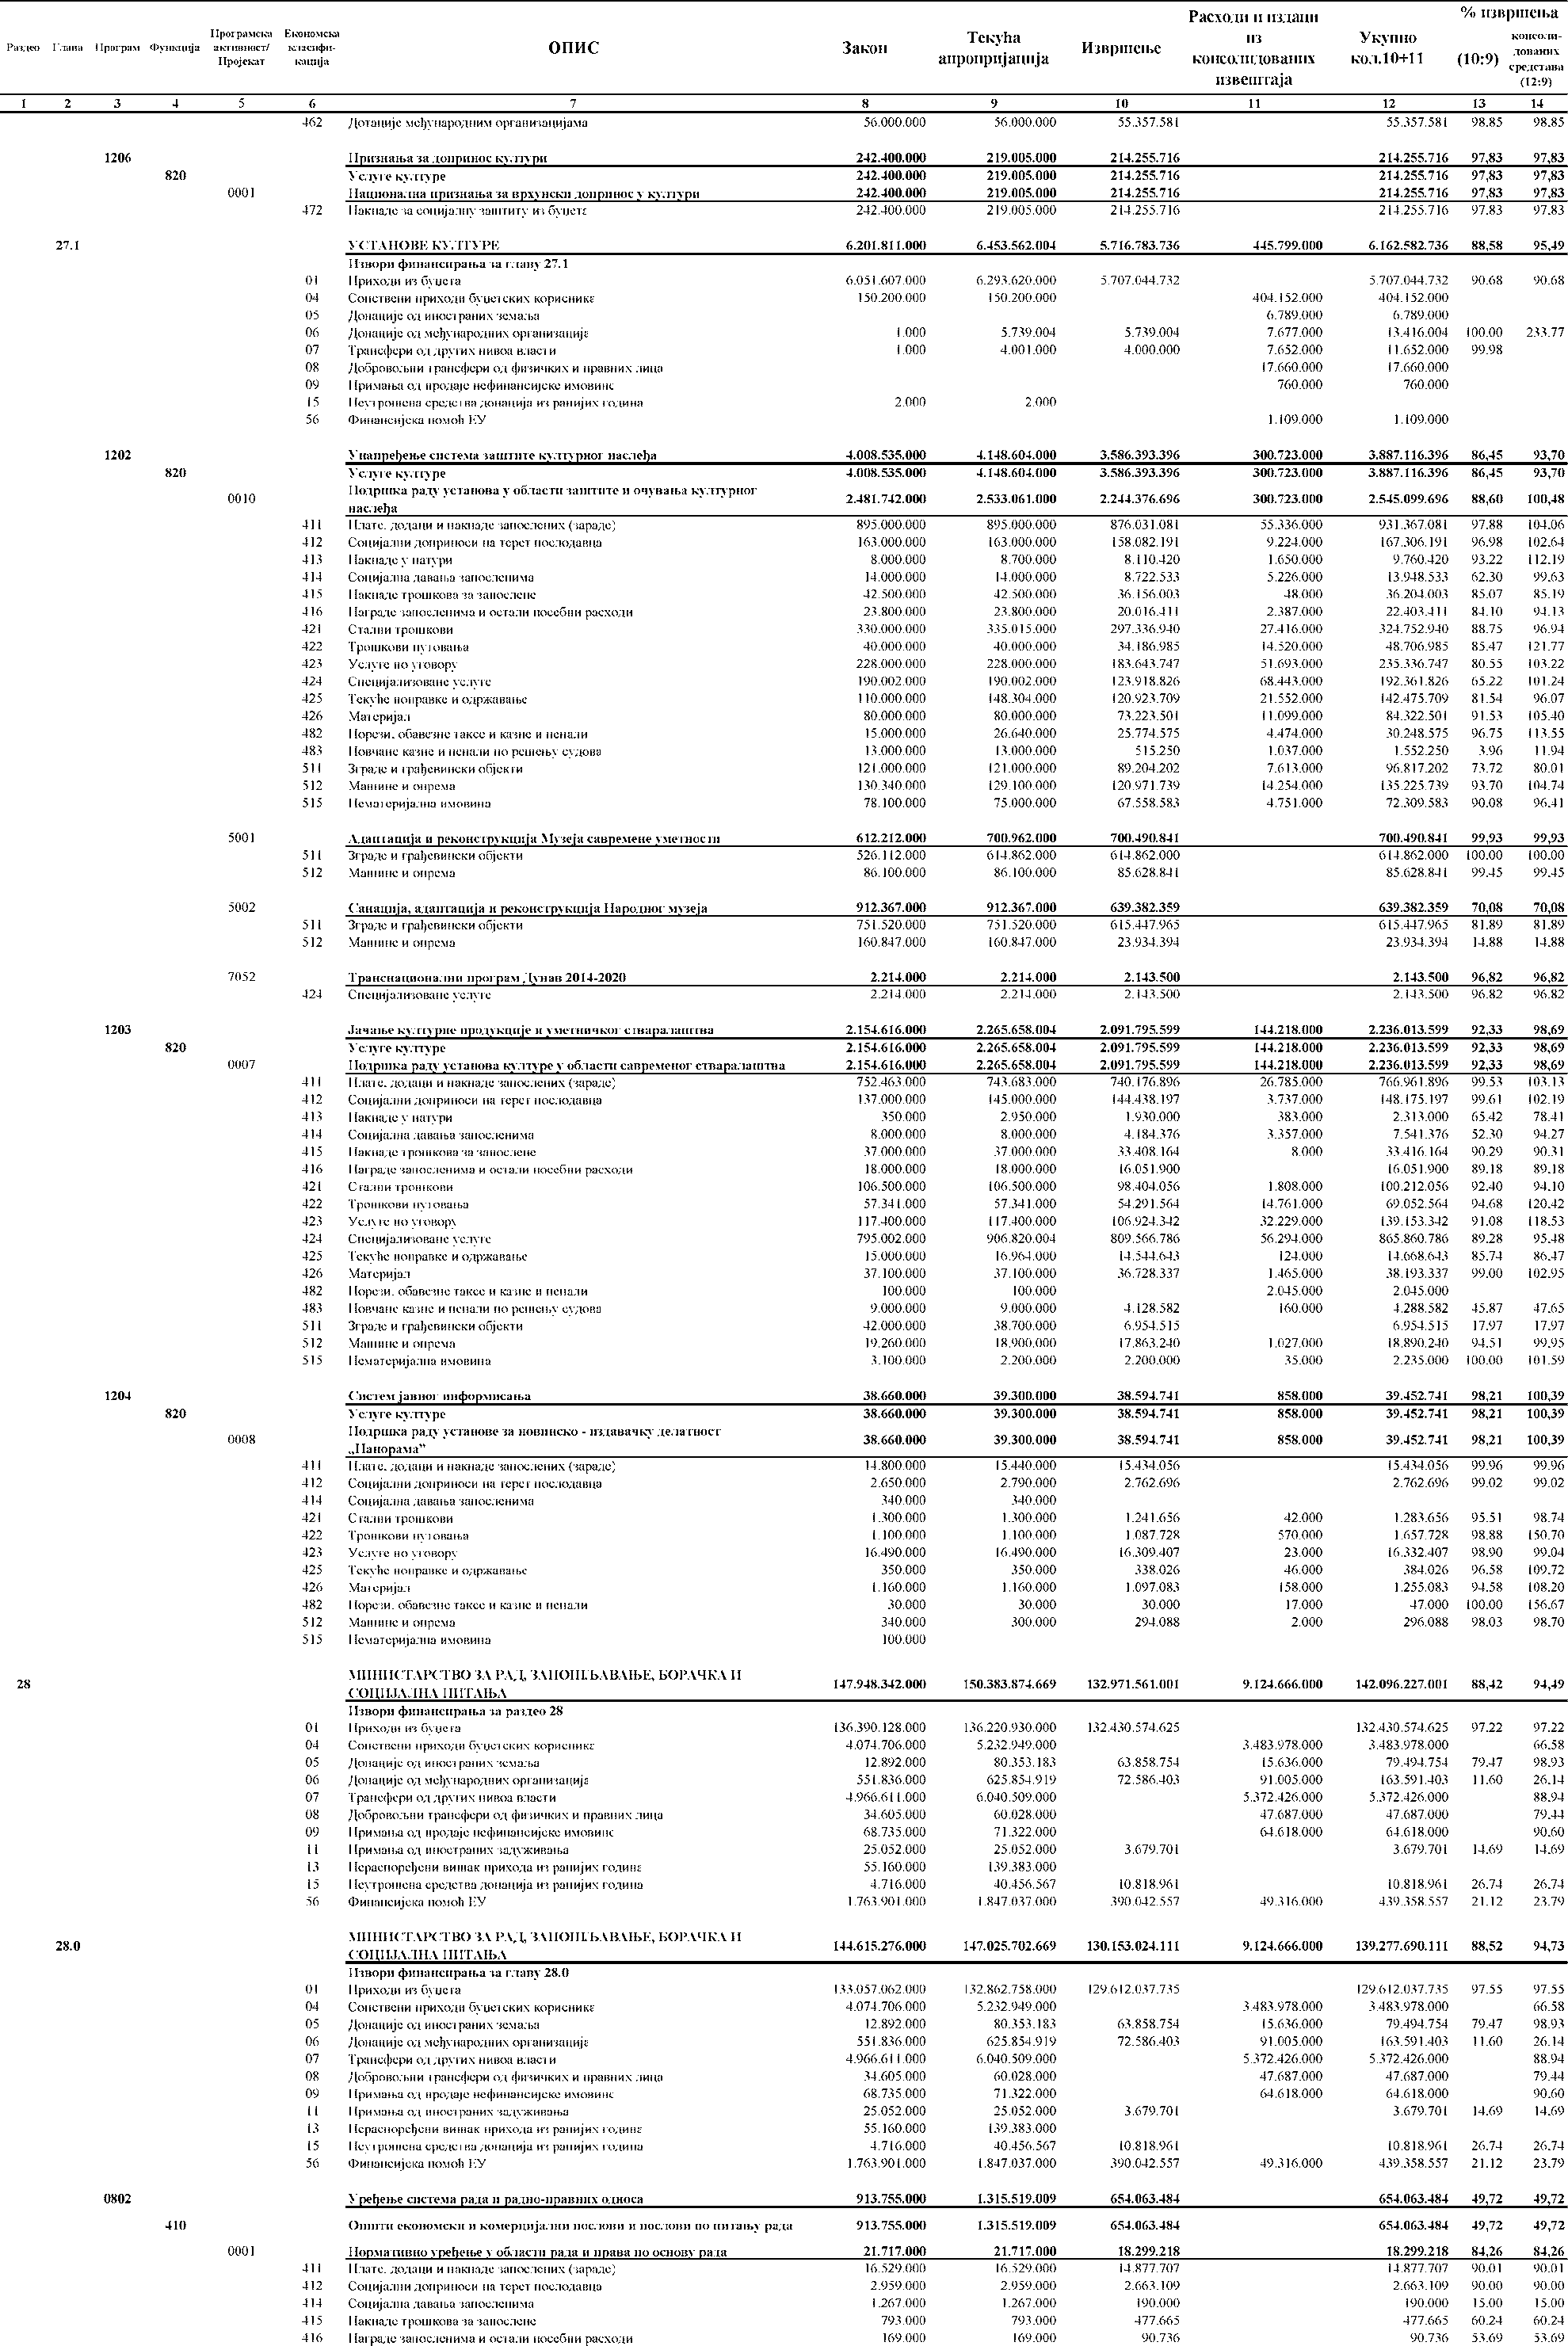 Раздео Глава Програм Функција Програмска активност/ Пројекат Економска класифи-кација ОПИС Закон Текућа апропријација Извршење Расходи и издаци из консолидованих извештаја Укупно кол.10+11 % извршења (10:9) консоли-дованих средстава (12:9)
1 2 3 4 5 6 7 8 9 10 11 12 13 14
462 Дотације међународним организацијама 56.000.000 56.000.000 55.357.581 55.357.581 98.85 98.85
1206 Признања за допринос култури 242.400.000 219.005.000 214.255.716 214.255.716 97,83 97,83
820 Услуге културе 242.400.000 219.005.000 214.255.716 214.255.716 97,83 97,83
0001 Национална признања за врхунски допринос у култури 242.400.000 219.005.000 214.255.716 214.255.716 97,83 97,83
472 Накнаде за социјалну заштиту из буџета 242.400.000 219.005.000 214.255.716 214.255.716 97.83 97.83
27.1 УСТАНОВЕ КУЛТУРЕ 6.201.811.000 6.453.562.004 5.716.783.736 445.799.000 6.162.582.736 88,58 95,49
Извори финансирања за главу 27.1
01 Приходи из буџета 6.051.607.000 6.293.620.000 5.707.044.732 5.707.044.732 90.68 90.68
04 Сопствени приходи буџетских корисника 150.200.000 150.200.000 404.152.000 404.152.000
05 Донације од иностраних земаља 6.789.000 6.789.000
06 Донације од међународних организација 1.000 5.739.004 5.739.004 7.677.000 13.416.004 100.00 233.77
07 Трансфери од других нивоа власти 1.000 4.001.000 4.000.000 7.652.000 11.652.000 99.98
08 Добровољни трансфери од физичких и правних лица 17.660.000 17.660.000
09 Примања од продаје нефинансијске имовине 760.000 760.000
15 Неутрошена средства донација из ранијих година 2.000 2.000
56 Финансијска помоћ ЕУ 1.109.000 1.109.000
1202 Унапређење система заштите културног наслеђа 4.008.535.000 4.148.604.000 3.586.393.396 300.723.000 3.887.116.396 86,45 93,70
820 Услуге културе 4.008.535.000 4.148.604.000 3.586.393.396 300.723.000 3.887.116.396 86,45 93,70
0010 Подршка раду установа у области заштите и очувања културног наслеђа 2.481.742.000 2.533.061.000 2.244.376.696 300.723.000 2.545.099.696 88,60 100,48
411 Плате, додаци и накнаде запослених (зараде) 895.000.000 895.000.000 876.031.081 55.336.000 931.367.081 97.88 104.06
412 Социјални доприноси на терет послодавца 163.000.000 163.000.000 158.082.191 9.224.000 167.306.191 96.98 102.64
413 Накнаде у натури 8.000.000 8.700.000 8.110.420 1.650.000 9.760.420 93.22 112.19
414 Социјална давања запосленима 14.000.000 14.000.000 8.722.533 5.226.000 13.948.533 62.30 99.63
415 Накнаде трошкова за запослене 42.500.000 42.500.000 36.156.003 48.000 36.204.003 85.07 85.19
416 Награде запосленима и остали посебни расходи 23.800.000 23.800.000 20.016.411 2.387.000 22.403.411 84.10 94.13
421 Стални трошкови 330.000.000 335.015.000 297.336.940 27.416.000 324.752.940 88.75 96.94
422 Трошкови путовања 40.000.000 40.000.000 34.186.985 14.520.000 48.706.985 85.47 121.77
423 Услуге по уговору 228.000.000 228.000.000 183.643.747 51.693.000 235.336.747 80.55 103.22
424 Специјализоване услуге 190.002.000 190.002.000 123.918.826 68.443.000 192.361.826 65.22 101.24
425 Текуће поправке и одржавање 110.000.000 148.304.000 120.923.709 21.552.000 142.475.709 81.54 96.07
426 Материјал 80.000.000 80.000.000 73.223.501 11.099.000 84.322.501 91.53 105.40
482 Порези, обавезне таксе и казне и пенали 15.000.000 26.640.000 25.774.575 4.474.000 30.248.575 96.75 113.55
483 Новчане казне и пенали по решењу судова 13.000.000 13.000.000 515.250 1.037.000 1.552.250 3.96 11.94
511 Зграде и грађевински објекти 121.000.000 121.000.000 89.204.202 7.613.000 96.817.202 73.72 80.01
512 Машине и опрема 130.340.000 129.100.000 120.971.739 14.254.000 135.225.739 93.70 104.74
515 Нематеријална имовина 78.100.000 75.000.000 67.558.583 4.751.000 72.309.583 90.08 96.41
5001 Адаптација и реконструкција Музеја савремене уметности 612.212.000 700.962.000 700.490.841 700.490.841 99,93 99,93
511 Зграде и грађевински објекти 526.112.000 614.862.000 614.862.000 614.862.000 100.00 100.00
512 Машине и опрема 86.100.000 86.100.000 85.628.841 85.628.841 99.45 99.45
5002 Санација, адаптација и реконструкција Народног музеја 912.367.000 912.367.000 639.382.359 639.382.359 70,08 70,08
511 Зграде и грађевински објекти 751.520.000 751.520.000 615.447.965 615.447.965 81.89 81.89
512 Машине и опрема 160.847.000 160.847.000 23.934.394 23.934.394 14.88 14.88
7052 Транснационални програм Дунав 2014-2020 2.214.000 2.214.000 2.143.500 2.143.500 96,82 96,82
424 Специјализоване услуге 2.214.000 2.214.000 2.143.500 2.143.500 96.82 96.82
1203 Јачање културне продукције и уметничког стваралаштва 2.154.616.000 2.265.658.004 2.091.795.599 144.218.000 2.236.013.599 92,33 98,69
820 Услуге културе 2.154.616.000 2.265.658.004 2.091.795.599 144.218.000 2.236.013.599 92,33 98,69
0007 Подршка раду установа културе у области савременог стваралаштва 2.154.616.000 2.265.658.004 2.091.795.599 144.218.000 2.236.013.599 92,33 98,69
411 Плате, додаци и накнаде запослених (зараде) 752.463.000 743.683.000 740.176.896 26.785.000 766.961.896 99.53 103.13
412 Социјални доприноси на терет послодавца 137.000.000 145.000.000 144.438.197 3.737.000 148.175.197 99.61 102.19
413 Накнаде у натури 350.000 2.950.000 1.930.000 383.000 2.313.000 65.42 78.41
414 Социјална давања запосленима 8.000.000 8.000.000 4.184.376 3.357.000 7.541.376 52.30 94.27
415 Накнаде трошкова за запослене 37.000.000 37.000.000 33.408.164 8.000 33.416.164 90.29 90.31
416 Награде запосленима и остали посебни расходи 18.000.000 18.000.000 16.051.900 16.051.900 89.18 89.18
421 Стални трошкови 106.500.000 106.500.000 98.404.056 1.808.000 100.212.056 92.40 94.10
422 Трошкови путовања 57.341.000 57.341.000 54.291.564 14.761.000 69.052.564 94.68 120.42
423 Услуге по уговору 117.400.000 117.400.000 106.924.342 32.229.000 139.153.342 91.08 118.53
424 Специјализоване услуге 795.002.000 906.820.004 809.566.786 56.294.000 865.860.786 89.28 95.48
425 Текуће поправке и одржавање 15.000.000 16.964.000 14.544.643 124.000 14.668.643 85.74 86.47
426 Материјал 37.100.000 37.100.000 36.728.337 1.465.000 38.193.337 99.00 102.95
482 Порези, обавезне таксе и казне и пенали 100.000 100.000 2.045.000 2.045.000
483 Новчане казне и пенали по решењу судова 9.000.000 9.000.000 4.128.582 160.000 4.288.582 45.87 47.65
511 Зграде и грађевински објекти 42.000.000 38.700.000 6.954.515 6.954.515 17.97 17.97
512 Машине и опрема 19.260.000 18.900.000 17.863.240 1.027.000 18.890.240 94.51 99.95
515 Нематеријална имовина 3.100.000 2.200.000 2.200.000 35.000 2.235.000 100.00 101.59
1204 Систем јавног информисања 38.660.000 39.300.000 38.594.741 858.000 39.452.741 98,21 100,39
820 Услуге културе 38.660.000 39.300.000 38.594.741 858.000 39.452.741 98,21 100,39
0008 Подршка раду установе за новинско - издавачку делатност „Панорама” 38.660.000 39.300.000 38.594.741 858.000 39.452.741 98,21 100,39
411 Плате, додаци и накнаде запослених (зараде) 14.800.000 15.440.000 15.434.056 15.434.056 99.96 99.96
412 Социјални доприноси на терет послодавца 2.650.000 2.790.000 2.762.696 2.762.696 99.02 99.02
414 Социјална давања запосленима 340.000 340.000
421 Стални трошкови 1.300.000 1.300.000 1.241.656 42.000 1.283.656 95.51 98.74
422 Трошкови путовања 1.100.000 1.100.000 1.087.728 570.000 1.657.728 98.88 150.70
423 Услуге по уговору 16.490.000 16.490.000 16.309.407 23.000 16.332.407 98.90 99.04
425 Текуће поправке и одржавање 350.000 350.000 338.026 46.000 384.026 96.58 109.72
426 Материјал 1.160.000 1.160.000 1.097.083 158.000 1.255.083 94.58 108.20
482 Порези, обавезне таксе и казне и пенали 30.000 30.000 30.000 17.000 47.000 100.00 156.67
512 Машине и опрема 340.000 300.000 294.088 2.000 296.088 98.03 98.70
515 Нематеријална имовина 100.000
28 МИНИСТАРСТВО ЗА РАД, ЗАПОШЉАВАЊЕ, БОРАЧКА И СОЦИЈАЛНА ПИТАЊА 147.948.342.000 150.383.874.669 132.971.561.001 9.124.666.000 142.096.227.001 88,42 94,49
Извори финансирања за раздео 28
01 Приходи из буџета 136.390.128.000 136.220.930.000 132.430.574.625 132.430.574.625 97.22 97.22
04 Сопствени приходи буџетских корисника 4.074.706.000 5.232.949.000 3.483.978.000 3.483.978.000 66.58
05 Донације од иностраних земаља 12.892.000 80.353.183 63.858.754 15.636.000 79.494.754 79.47 98.93
06 Донације од међународних организација 551.836.000 625.854.919 72.586.403 91.005.000 163.591.403 11.60 26.14
07 Трансфери од других нивоа власти 4.966.611.000 6.040.509.000 5.372.426.000 5.372.426.000 88.94
08 Добровољни трансфери од физичких и правних лица 34.605.000 60.028.000 47.687.000 47.687.000 79.44
09 Примања од продаје нефинансијске имовине 68.735.000 71.322.000 64.618.000 64.618.000 90.60
11 Примања од иностраних задуживања 25.052.000 25.052.000 3.679.701 3.679.701 14.69 14.69
13 Нераспоређени вишак прихода из ранијих година 55.160.000 139.383.000
15 Неутрошена средства донација из ранијих година 4.716.000 40.456.567 10.818.961 10.818.961 26.74 26.74
56 Финансијска помоћ ЕУ 1.763.901.000 1.847.037.000 390.042.557 49.316.000 439.358.557 21.12 23.79
28.0 МИНИСТАРСТВО ЗА РАД, ЗАПОШЉАВАЊЕ, БОРАЧКА И СОЦИЈАЛНА ПИТАЊА 144.615.276.000 147.025.702.669 130.153.024.111 9.124.666.000 139.277.690.111 88,52 94,73
Извори финансирања за главу 28.0
01 Приходи из буџета 133.057.062.000 132.862.758.000 129.612.037.735 129.612.037.735 97.55 97.55
04 Сопствени приходи буџетских корисника 4.074.706.000 5.232.949.000 3.483.978.000 3.483.978.000 66.58
05 Донације од иностраних земаља 12.892.000 80.353.183 63.858.754 15.636.000 79.494.754 79.47 98.93
06 Донације од међународних организација 551.836.000 625.854.919 72.586.403 91.005.000 163.591.403 11.60 26.14
07 Трансфери од других нивоа власти 4.966.611.000 6.040.509.000 5.372.426.000 5.372.426.000 88.94
08 Добровољни трансфери од физичких и правних лица 34.605.000 60.028.000 47.687.000 47.687.000 79.44
09 Примања од продаје нефинансијске имовине 68.735.000 71.322.000 64.618.000 64.618.000 90.60
11 Примања од иностраних задуживања 25.052.000 25.052.000 3.679.701 3.679.701 14.69 14.69
13 Нераспоређени вишак прихода из ранијих година 55.160.000 139.383.000
15 Неутрошена средства донација из ранијих година 4.716.000 40.456.567 10.818.961 10.818.961 26.74 26.74
56 Финансијска помоћ ЕУ 1.763.901.000 1.847.037.000 390.042.557 49.316.000 439.358.557 21.12 23.79
0802 Уређење система рада и радно-правних односа 913.755.000 1.315.519.009 654.063.484 654.063.484 49,72 49,72
410 Општи економски и комерцијални послови и послови по питању рада 913.755.000 1.315.519.009 654.063.484 654.063.484 49,72 49,72
0001 Нормативно уређење у области рада и права по основу рада 21.717.000 21.717.000 18.299.218 18.299.218 84,26 84,26
411 Плате, додаци и накнаде запослених (зараде) 16.529.000 16.529.000 14.877.707 14.877.707 90.01 90.01
412 Социјални доприноси на терет послодавца 2.959.000 2.959.000 2.663.109 2.663.109 90.00 90.00
414 Социјална давања запосленима 1.267.000 1.267.000 190.000 190.000 15.00 15.00
415 Накнаде трошкова за запослене 793.000 793.000 477.665 477.665 60.24 60.24
416 Награде запосленима и остали посебни расходи 169.000 169.000 90.736 90.736 53.69 53.69